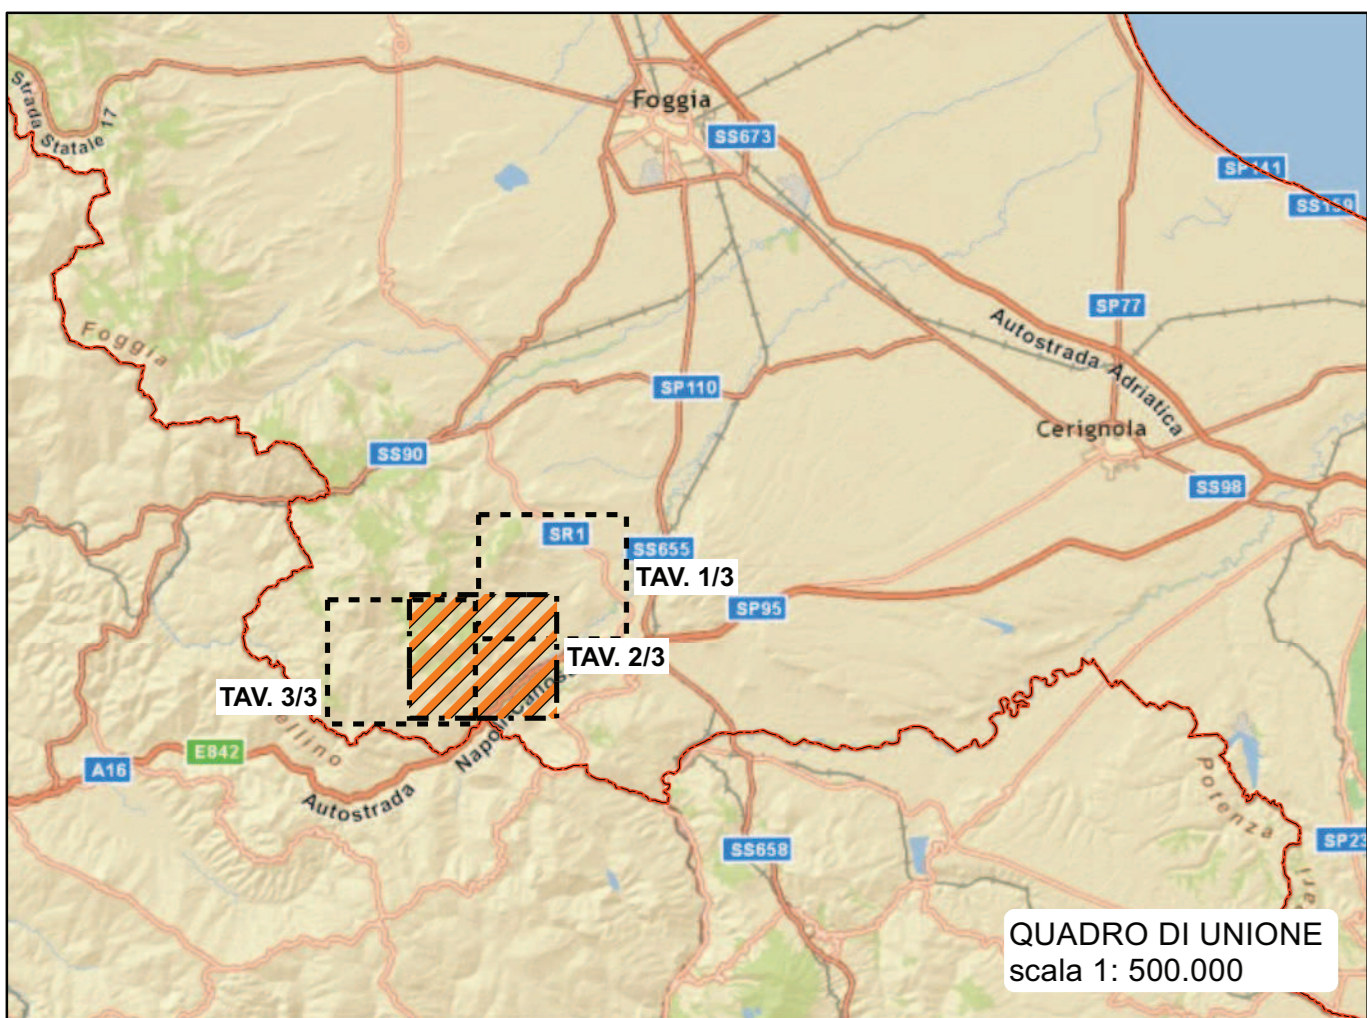 Strada
Statale 17
Foggia
SS673
SP141
SS159
Foggia
SP77
Autostrada Adriatica
SP110
Cerignola
SS90
SS98
SR1
SS655
TAV. 1/3
SP95
TAV. 2/3
TAV. 3/3
E842
A16
Autostrada
Potenza
SS658
SP23
QUADRO DI UNIONE
scala 1: 500.000